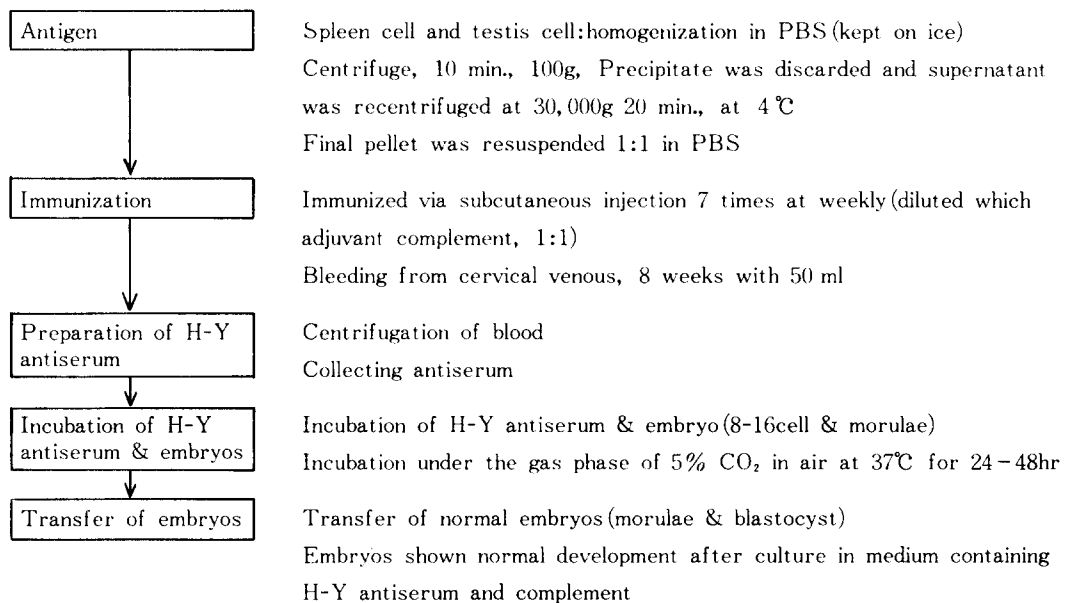 Antigen
Spleen cell and testis cell:homogenization in PBS(kept on ice)
Centrifuge, 10 min., 100g, Precipitate was discarded and supernatant
was recentrifuged at 30,000g 20 min., at 4℃
Final pellet was resuspended 1:1 in PBS
Immunization
Immunized via subcutaneous injection 7 times at weekly(diluted which
adjuvant complement, 1:1)
Bleeding from cervical venous, 8 weeks with 50 ml
Preparation of H-Y
antiserum
Centrifugation of blood
Collecting antiserum
Incubation of H-Y
antiserum & embryos
Incubation of H-Y antiserum & embryo(8-16cell & morulae)
Incubation under the gas phase of 5% CO₂ in air at 37℃ for 24-48hr
Transfer of embryos
Transfer of normal embryos(morulae & blastocyst)
Embryos shown normal development after culture in medium containing
H-Y antiserum and complement